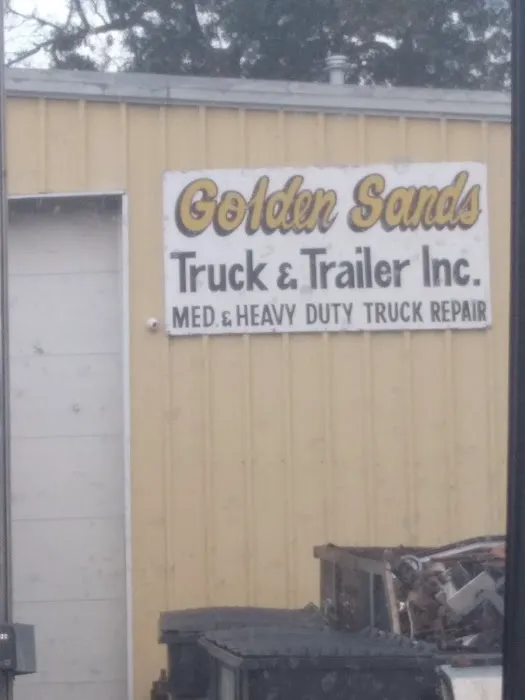 Golden Sands
Truck & Trailer Inc.
MED. & HEAVY DUTY TRUCK REPAIR